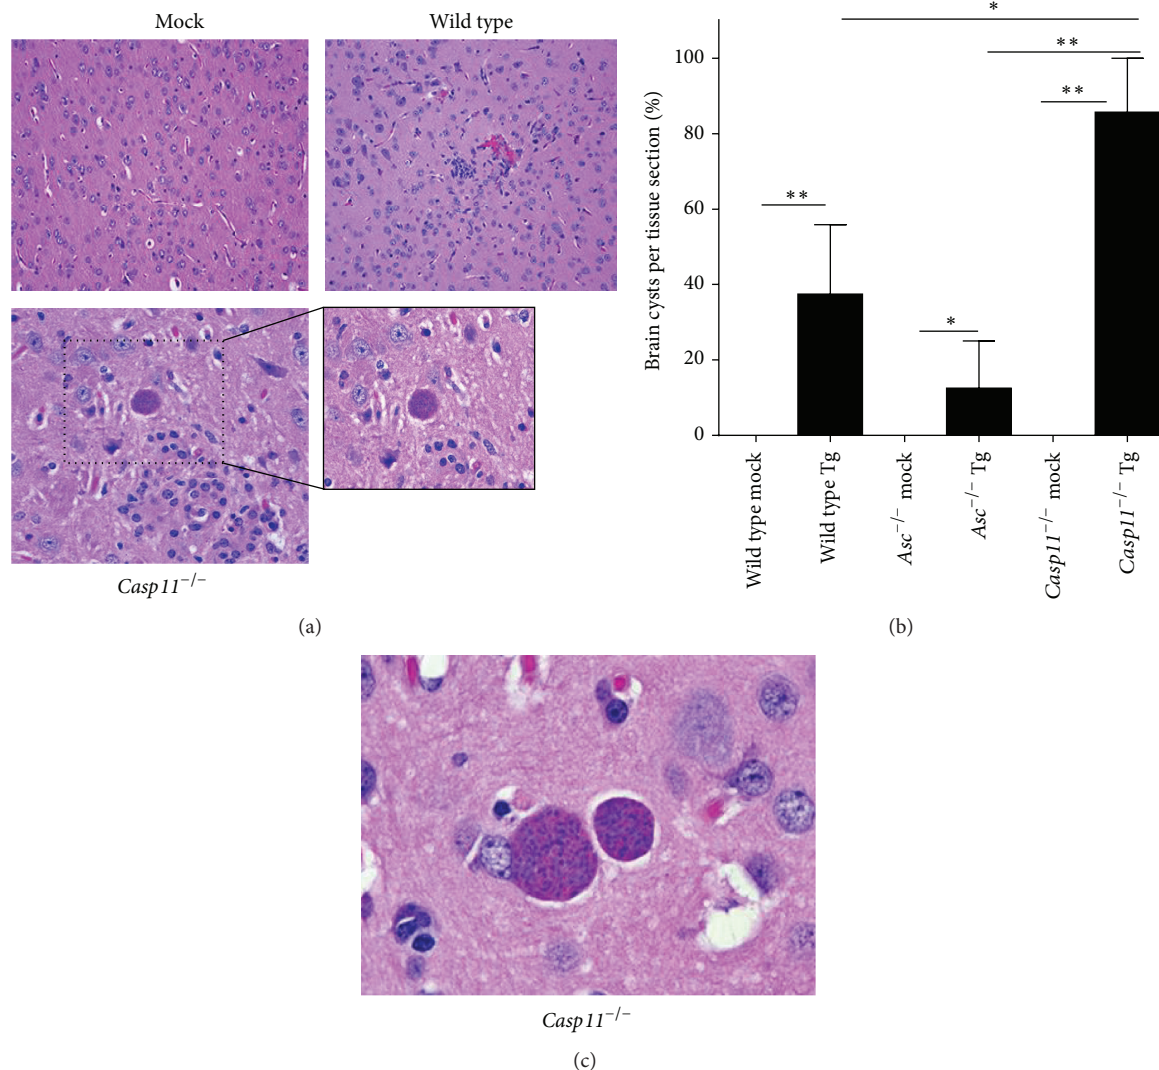 Mock
Wild type
Casp11−/−
(a)
Brain cysts per tissue section (%)
100
80
60
40
20
0
*
**
**
**
*
Wild type mock
Wild type Tg
Asc−/− mock
Asc−/− Tg
Casp11−/− mock
Casp11−/− Tg
(b)
Casp11−/−
(c)